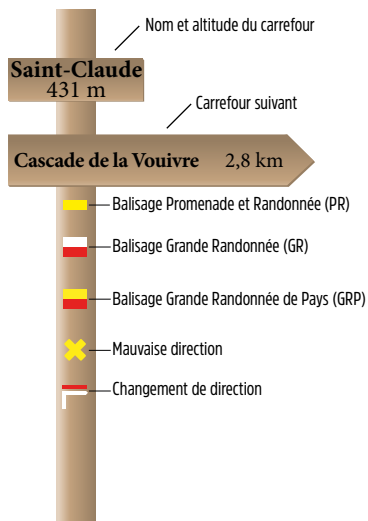 Nom et altitude du carrefour
Saint-Claude
431 m
Carrefour suivant
Cascade de la Vouivre 2,8 km
Balisage Promenade et Randonnée (PR)
Balisage Grande Randonnée (GR)
Balisage Grande Randonnée de Pays (GRP)
Mauvaise direction
Changement de direction